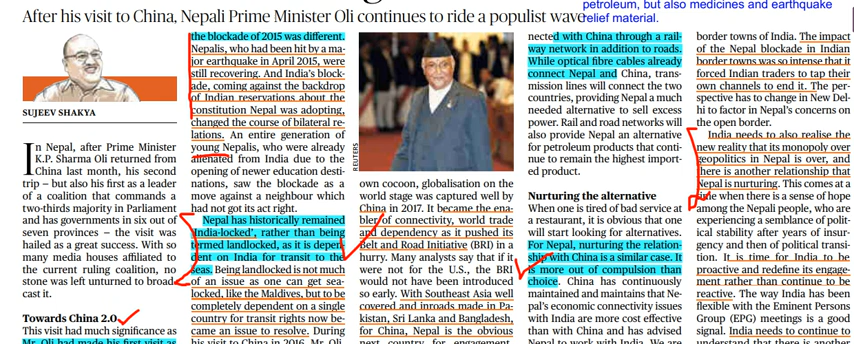 After his visit to China, Nepali Prime Minister Oli continues to ride a populist wave
petroleum, but also medicines and earthquake
relief material.
SUJEEV SHAKYA
In Nepal, after Prime Minister
K.P. Sharma Oli returned from
China last month, his second
trip – but also his first as a leader
of a coalition that commands a
two-thirds majority in Parliament
and has governments in six out of
seven provinces – the visit was
hailed as a great success. With so
many media houses affiliated to
the current ruling coalition, no
stone was left unturned to broad-
cast it.
Towards China 2.0
This visit had much significance as
Mr. Oli had made his first visit as
the blockade of 2015 was different.
Nepalis, who had been hit by a ma-
jor earthquake in April 2015, were
still recovering. And India's block-
ade, coming against the backdrop
of Indian reservations about the
constitution Nepal was adopting,
changed the course of bilateral re-
lations. An entire generation of
young Nepalis, who were already
alienated from India due to the
opening of newer education desti-
nations, saw the blockade as a
move against a neighbour which
had not got its act right.
Nepal has historically remained
'India-locked', rather than being
termed landlocked, as it is depen-
dent on India for transit to the
seas. Being landlocked is not much
of an issue as one can get sea-
locked, like the Maldives, but to be
completely dependent on a single
country for transit rights now be-
came an issue to resolve. During
his visit to China in 2016, Mr. Oli
REUTERS
own cocoon, globalisation on the
world stage was captured well by
China in 2017. It became the ena-
bler of connectivity, world trade
and dependency as it pushed its
Belt and Road Initiative (BRI) in a
hurry. Many analysts say that if it
were not for the U.S., the BRI
would not have been introduced
so early. With Southeast Asia well
covered and inroads made in Pa-
kistan, Sri Lanka and Bangladesh,
for China, Nepal is the obvious
next country for engagement
nected with China through a rail-
way network in addition to roads.
While optical fibre cables already
connect Nepal and China, trans-
mission lines will connect the two
countries, providing Nepal a much
needed alternative to sell excess
power. Rail and road networks will
also provide Nepal an alternative
for petroleum products that conti-
nue to remain the highest import-
ed product.
Nurturing the alternative
When one is tired of bad service at
a restaurant, it is obvious that one
will start looking for alternatives.
For Nepal, nurturing the relation-
ship with China is a similar case. It
is more out of compulsion than
choice. China has continuously
maintained and maintains that Ne-
pal's economic connectivity issues
with India are more cost effective
than with China and has advised
Nepal to work with India. We are
border towns of India. The impact
of the Nepal blockade in Indian
border towns was so intense that it
forced Indian traders to tap their
own channels to end it. The per-
spective has to change in New Del-
hi to factor in Nepal's concerns on
the open border.
India needs to also realise the
new reality that its monopoly over
geopolitics in Nepal is over, and
there is another relationship that
Nepal is nurturing. This comes at a
time when there is a sense of hope
among the Nepali people, who are
experiencing a semblance of polit-
ical stability after years of insur-
gency and then of political transi-
tion. It is time for India to be
proactive and redefine its engage-
ment rather than continue to be
reactive. The way India has been
flexible with the Eminent Persons
Group (EPG) meetings is a good
signal. India needs to continue to
understand that there is another